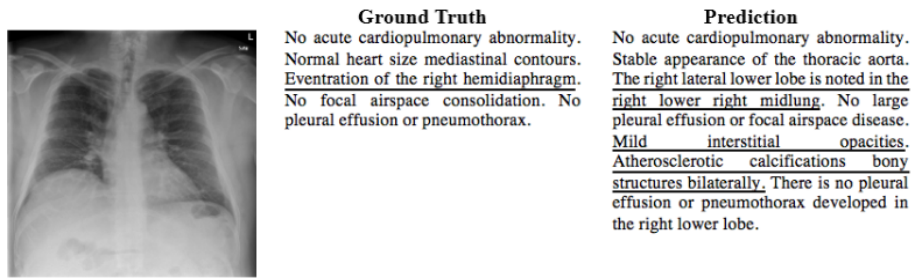 Ground Truth
No acute cardiopulmonary abnormality.
Normal heart size mediastinal contours.
Eventration of the right hemidiaphragm.
No focal airspace consolidation. No
pleural effusion or pneumothorax.
Prediction
No acute cardiopulmonary abnormality.
Stable appearance of the thoracic aorta.
The right lateral lower lobe is noted in the
right lower right midlung. No large
pleural effusion or focal airspace disease.
Mild interstitial opacities.
Atherosclerotic calcifications bony
structures bilaterally. There is no pleural
effusion or pneumothorax developed in
the right lower lobe.
L